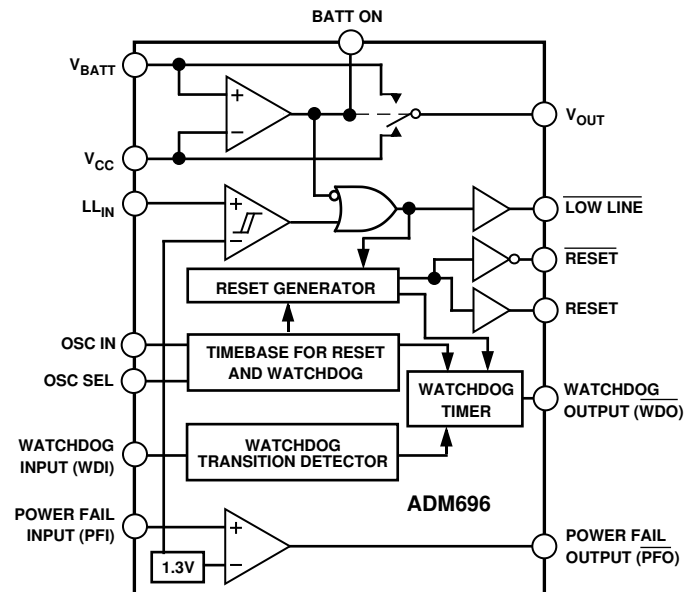 BATT ON
VBATT
VOUT
VCC
LLIN
LOW LINE
RESET
RESET GENERATOR
RESET
OSC IN
TIMEBASE FOR RESET
AND WATCHDOG
OSC SEL
WATCHDOG
TIMER
WATCHDOG
OUTPUT (WDO)
WATCHDOG
INPUT (WDI)
WATCHDOG
TRANSITION DETECTOR
ADM696
POWER FAIL
INPUT (PFI)
1.3V
POWER FAIL
OUTPUT (PFO)